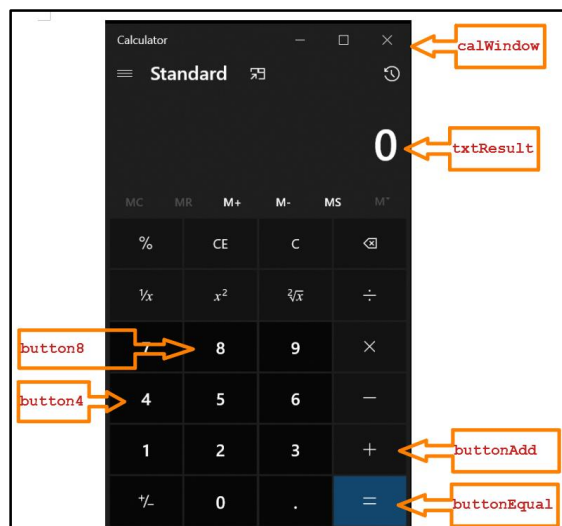 Calculator
calWindow
Standard
0
txtResult
MC MR M+ M- MS M˅
% CE C
¹/x x² ²√x ÷
button8
7 8 9 ×
button4
4 5 6 −
1 2 3 +
buttonAdd
+/− 0 . =
buttonEqual